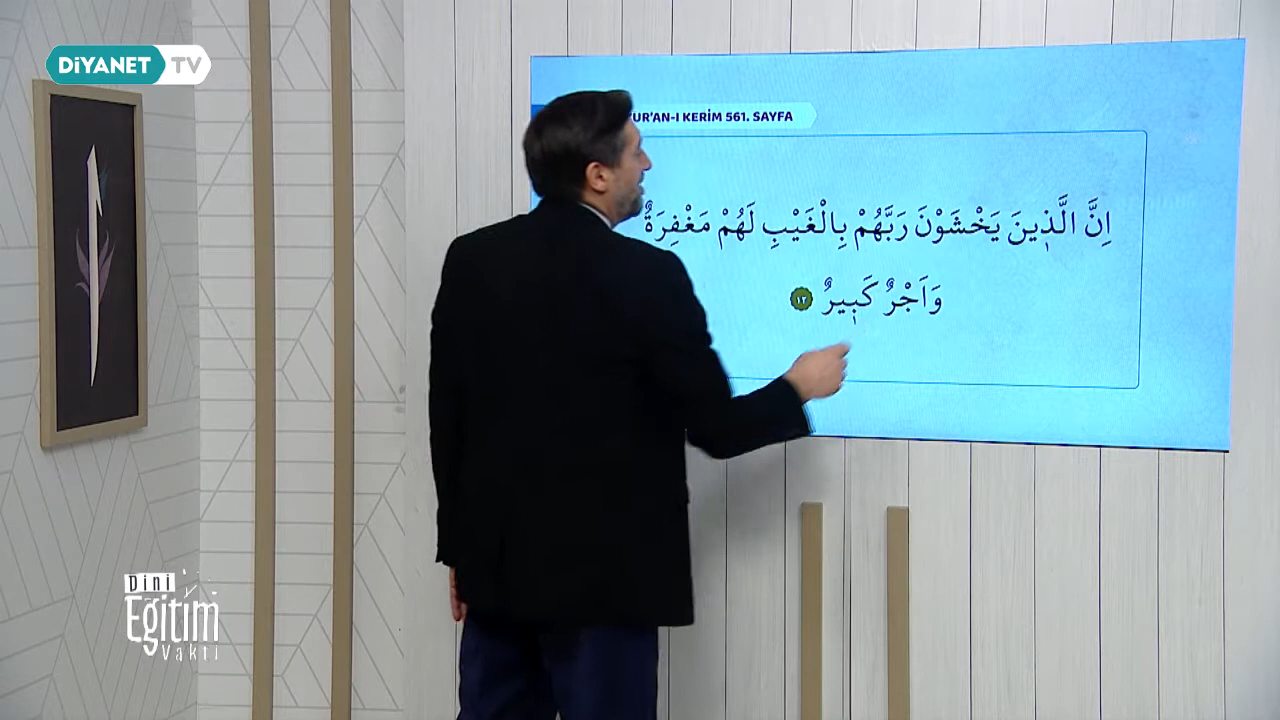 DİYANET TV
UR'AN-I KERİM 561. SAYFA
اِنَّ الَّذ۪ينَ يَخْشَوْنَ رَبَّهُمْ بِالْغَيْبِ لَهُمْ مَغْفِرَةٌ
وَاَجْرٌ كَب۪يرٌ ١٢
Dini
Eğitim
Vakti